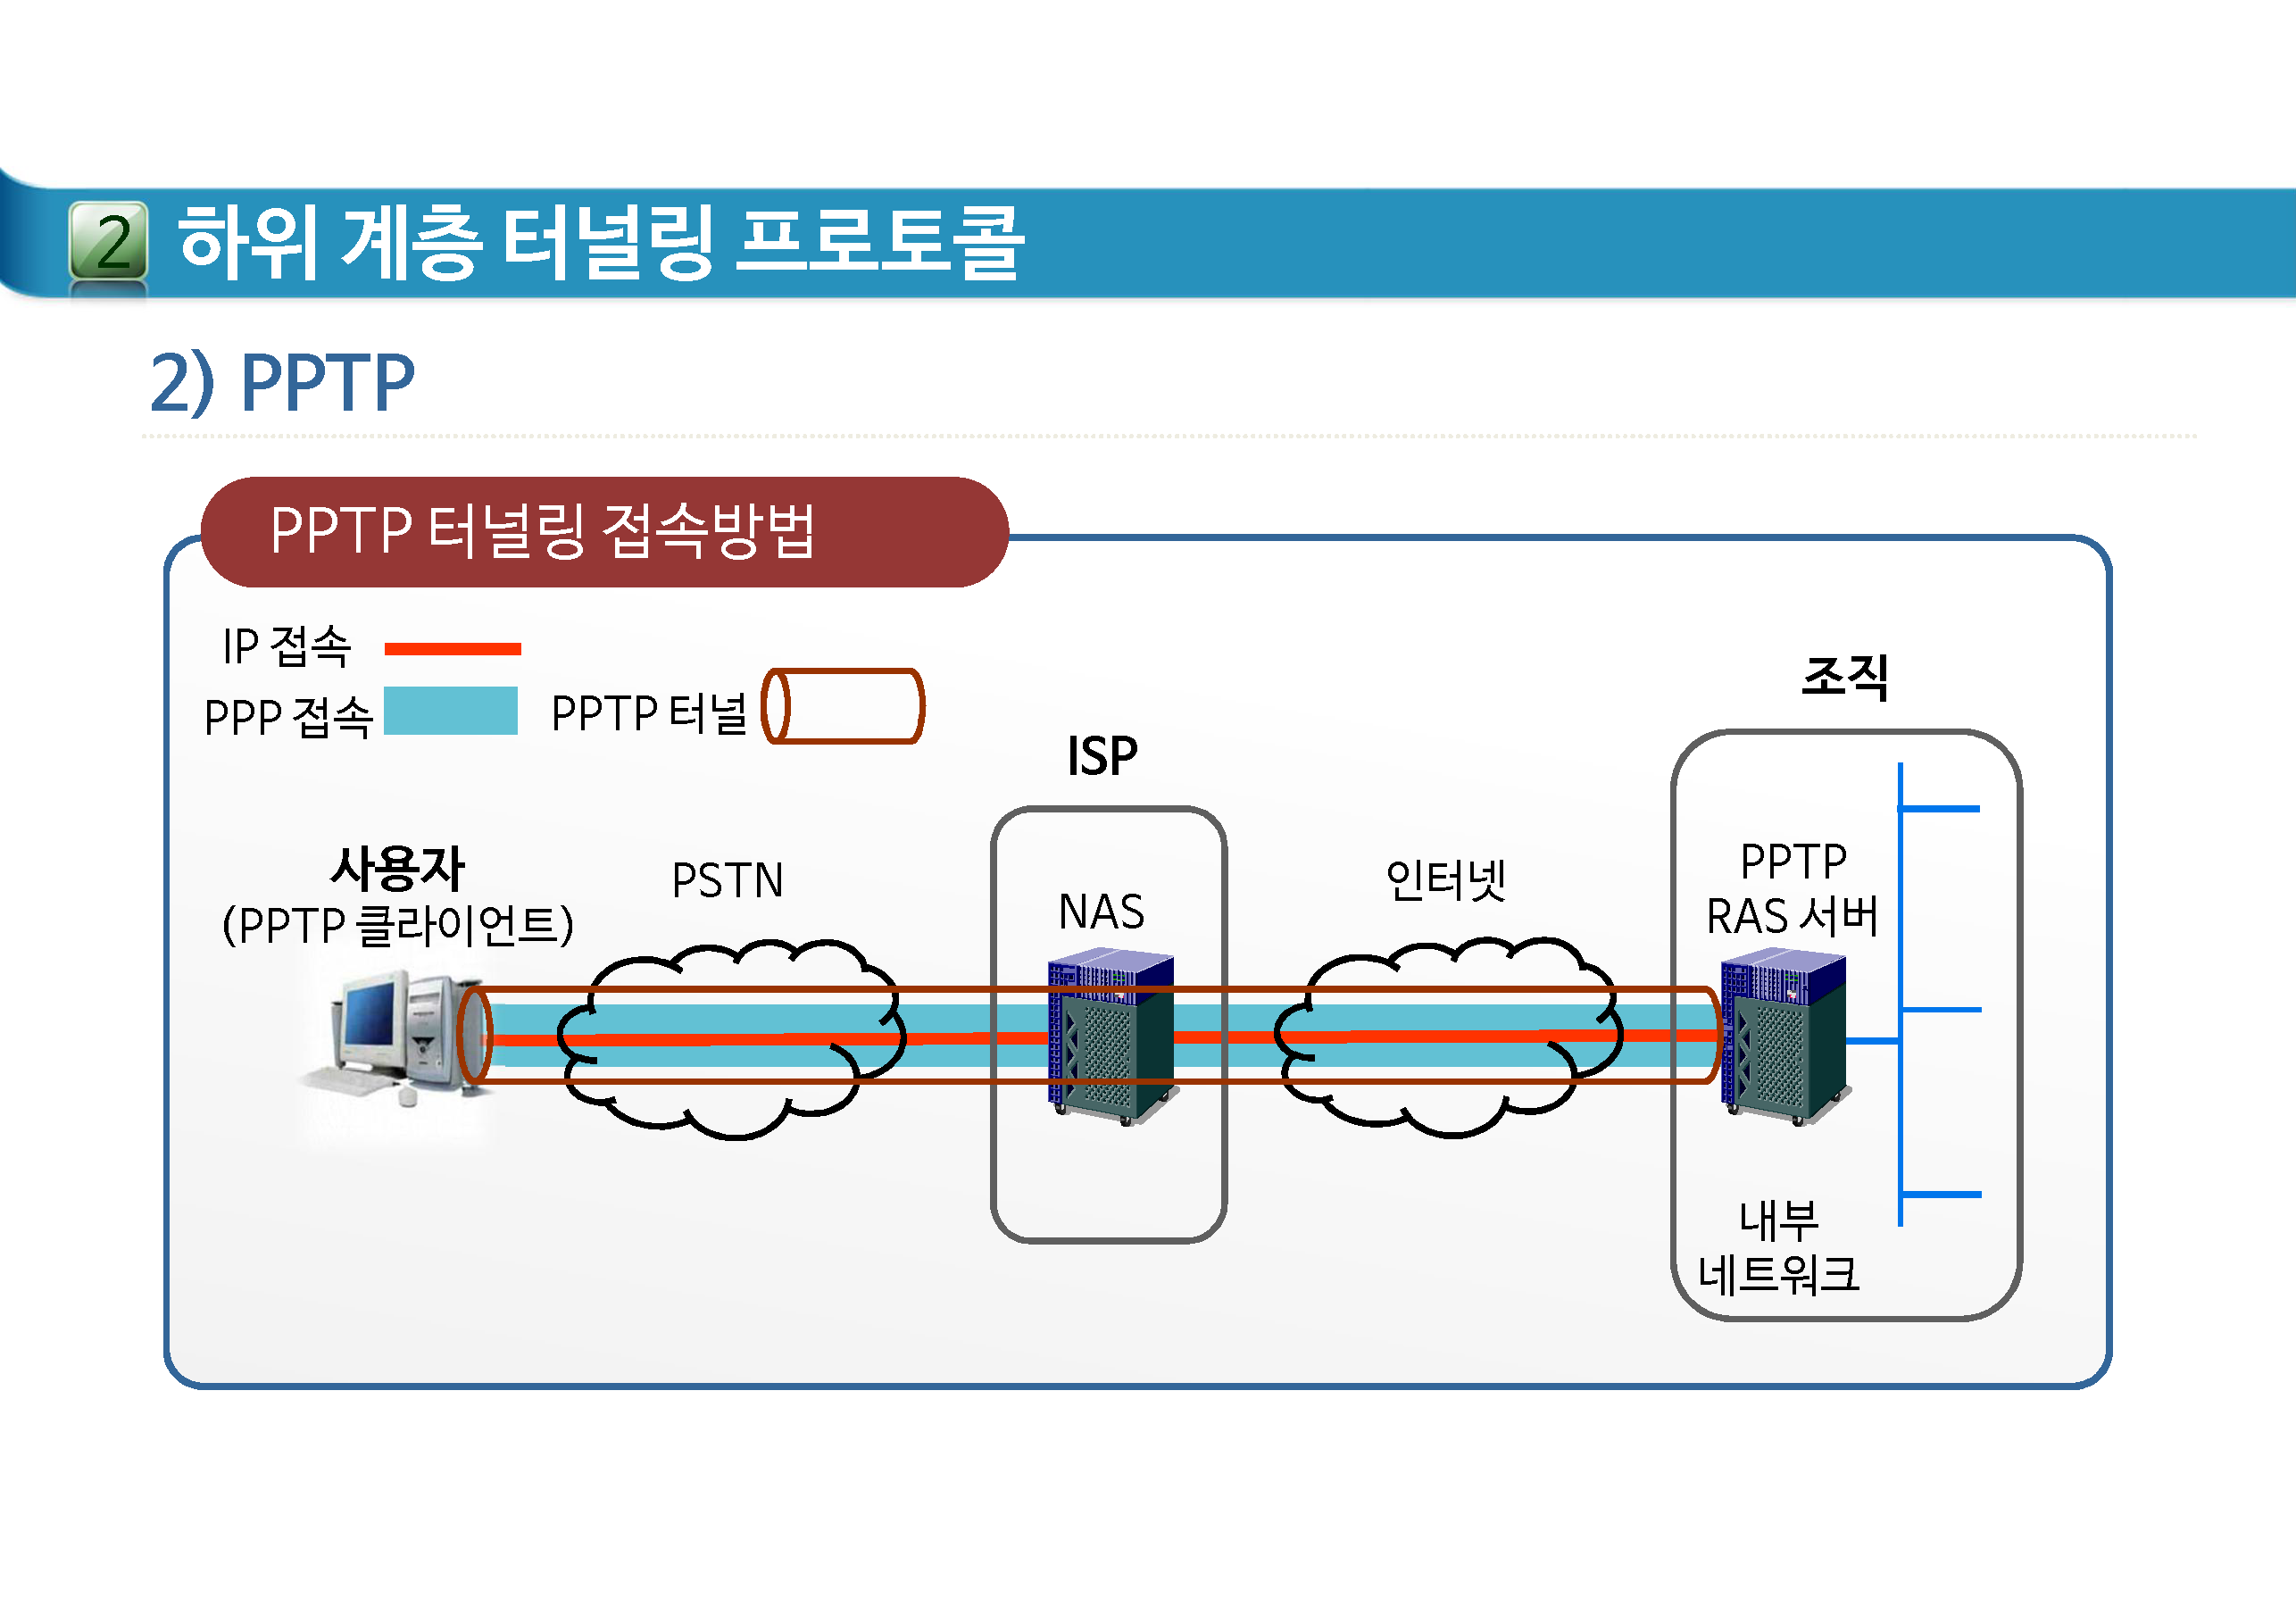 2 하위 계층 터널링 프로토콜
2) PPTP
PPTP 터널링 접속방법
IP 접속
PPP 접속
PPTP 터널
조직
ISP
사용자
(PPTP 클라이언트)
PSTN
NAS
인터넷
PPTP
RAS 서버
내부
네트워크